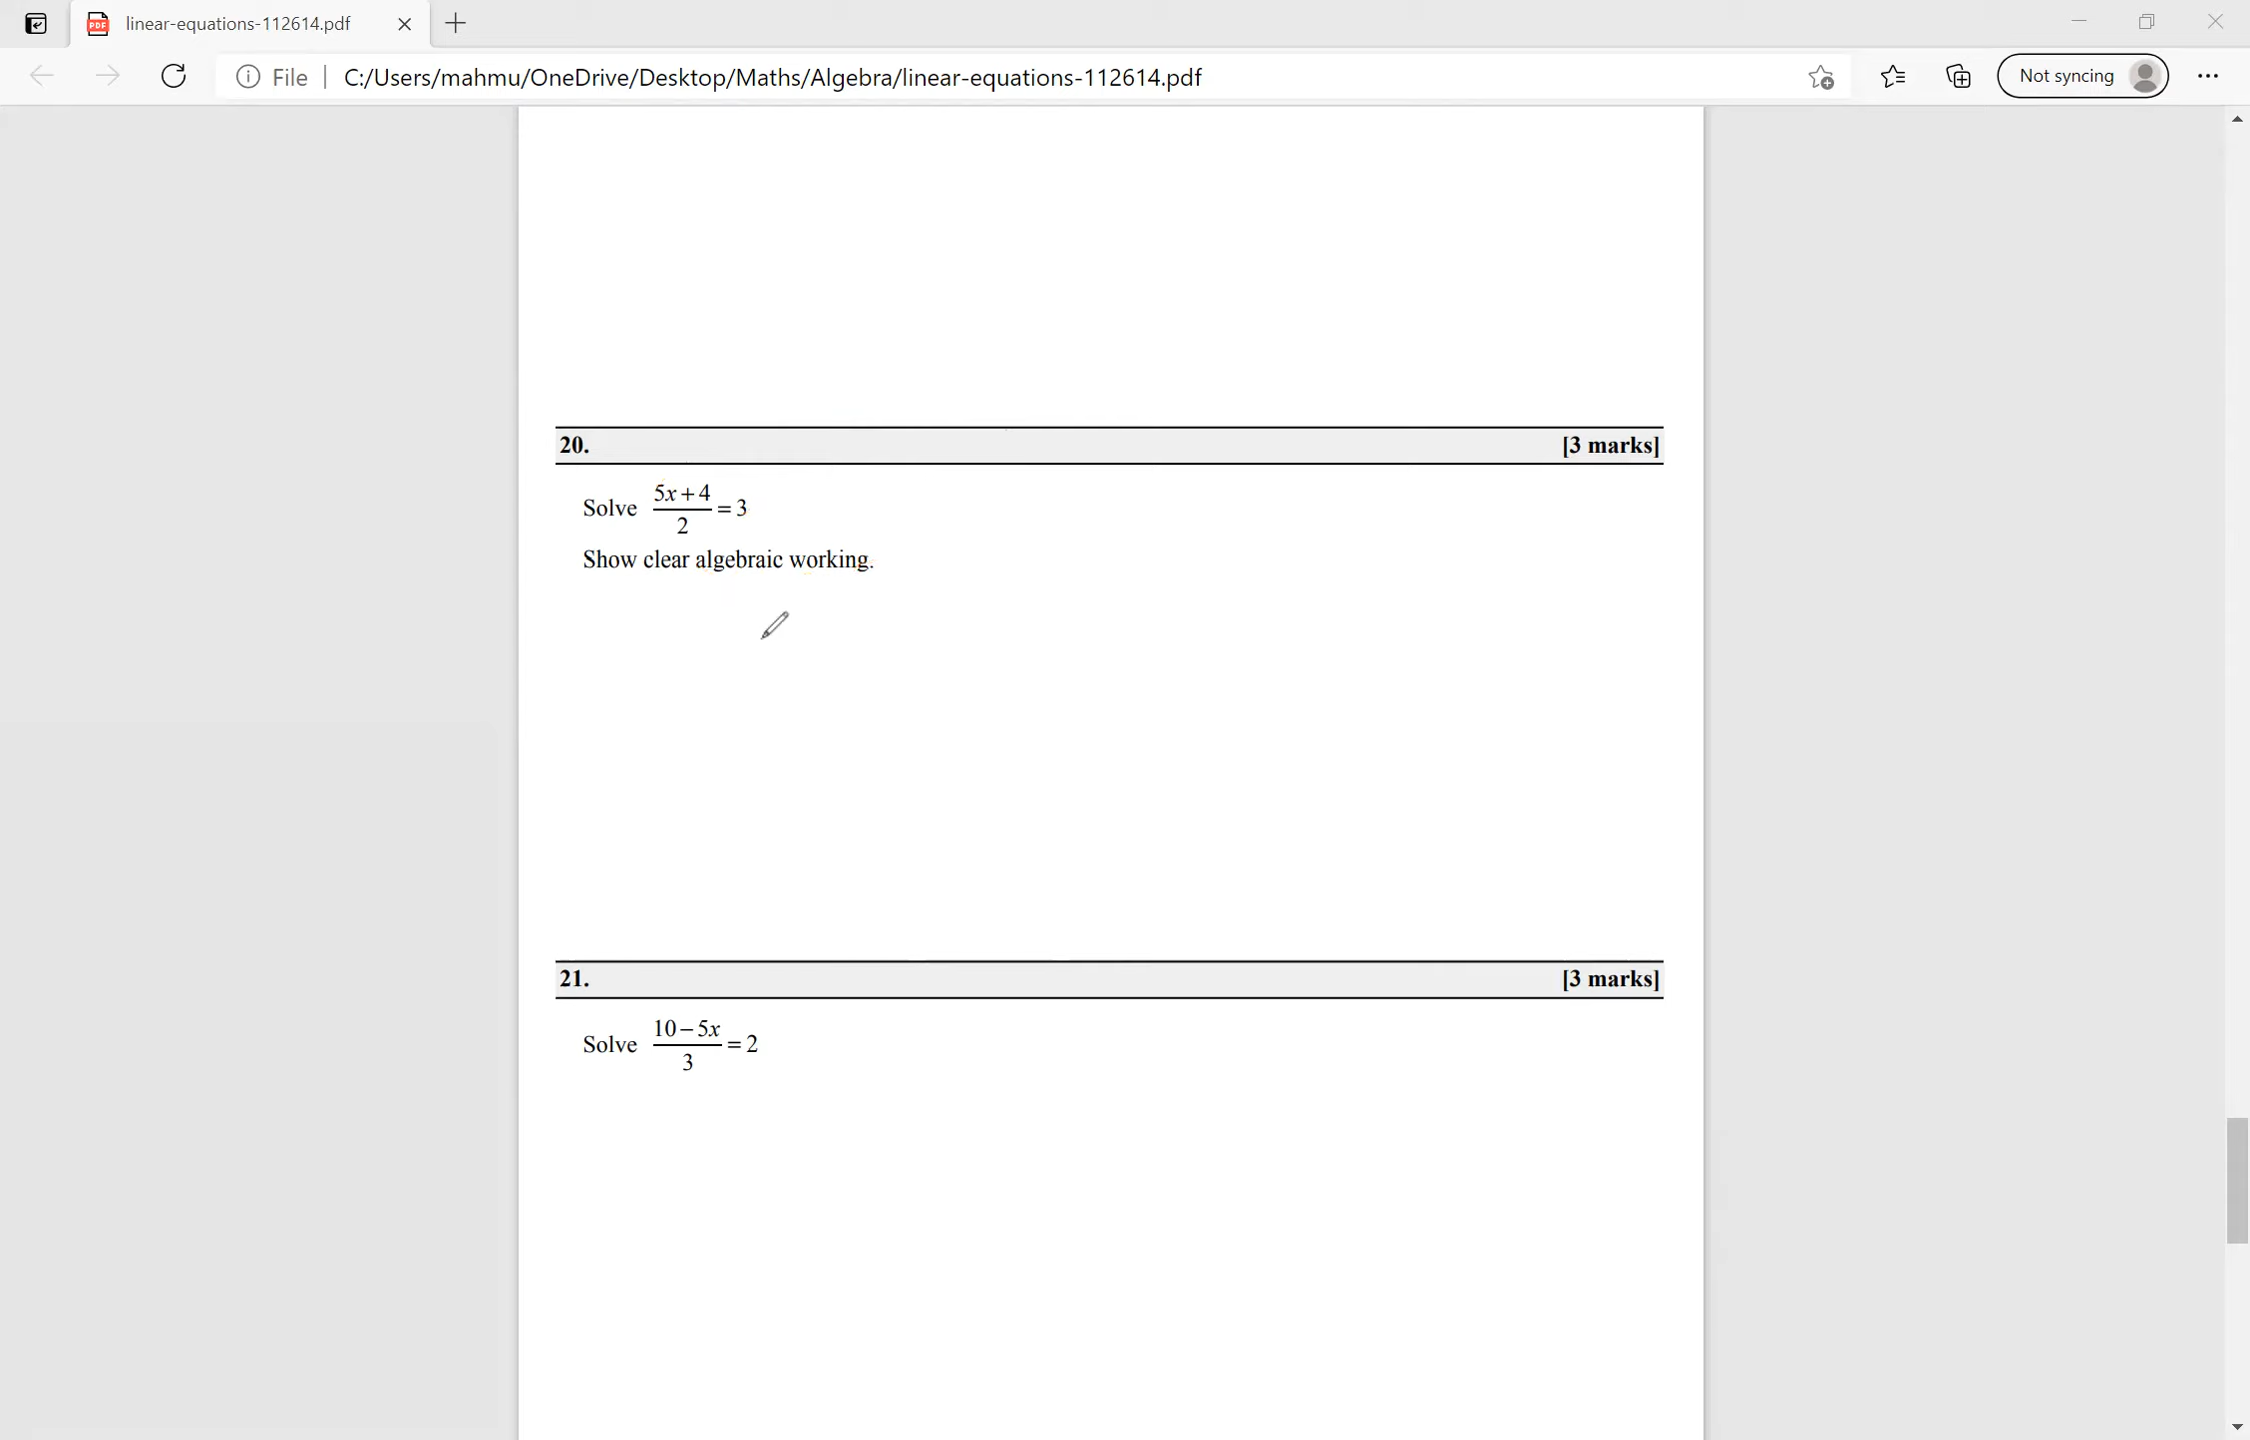 linear-equations-112614.pdf
File | C:/Users/mahmu/OneDrive/Desktop/Maths/Algebra/linear-equations-112614.pdf
Not syncing
20. [3 marks]
Solve (5x+4)/2 = 3
Show clear algebraic working.
21. [3 marks]
Solve (10−5x)/3 = 2